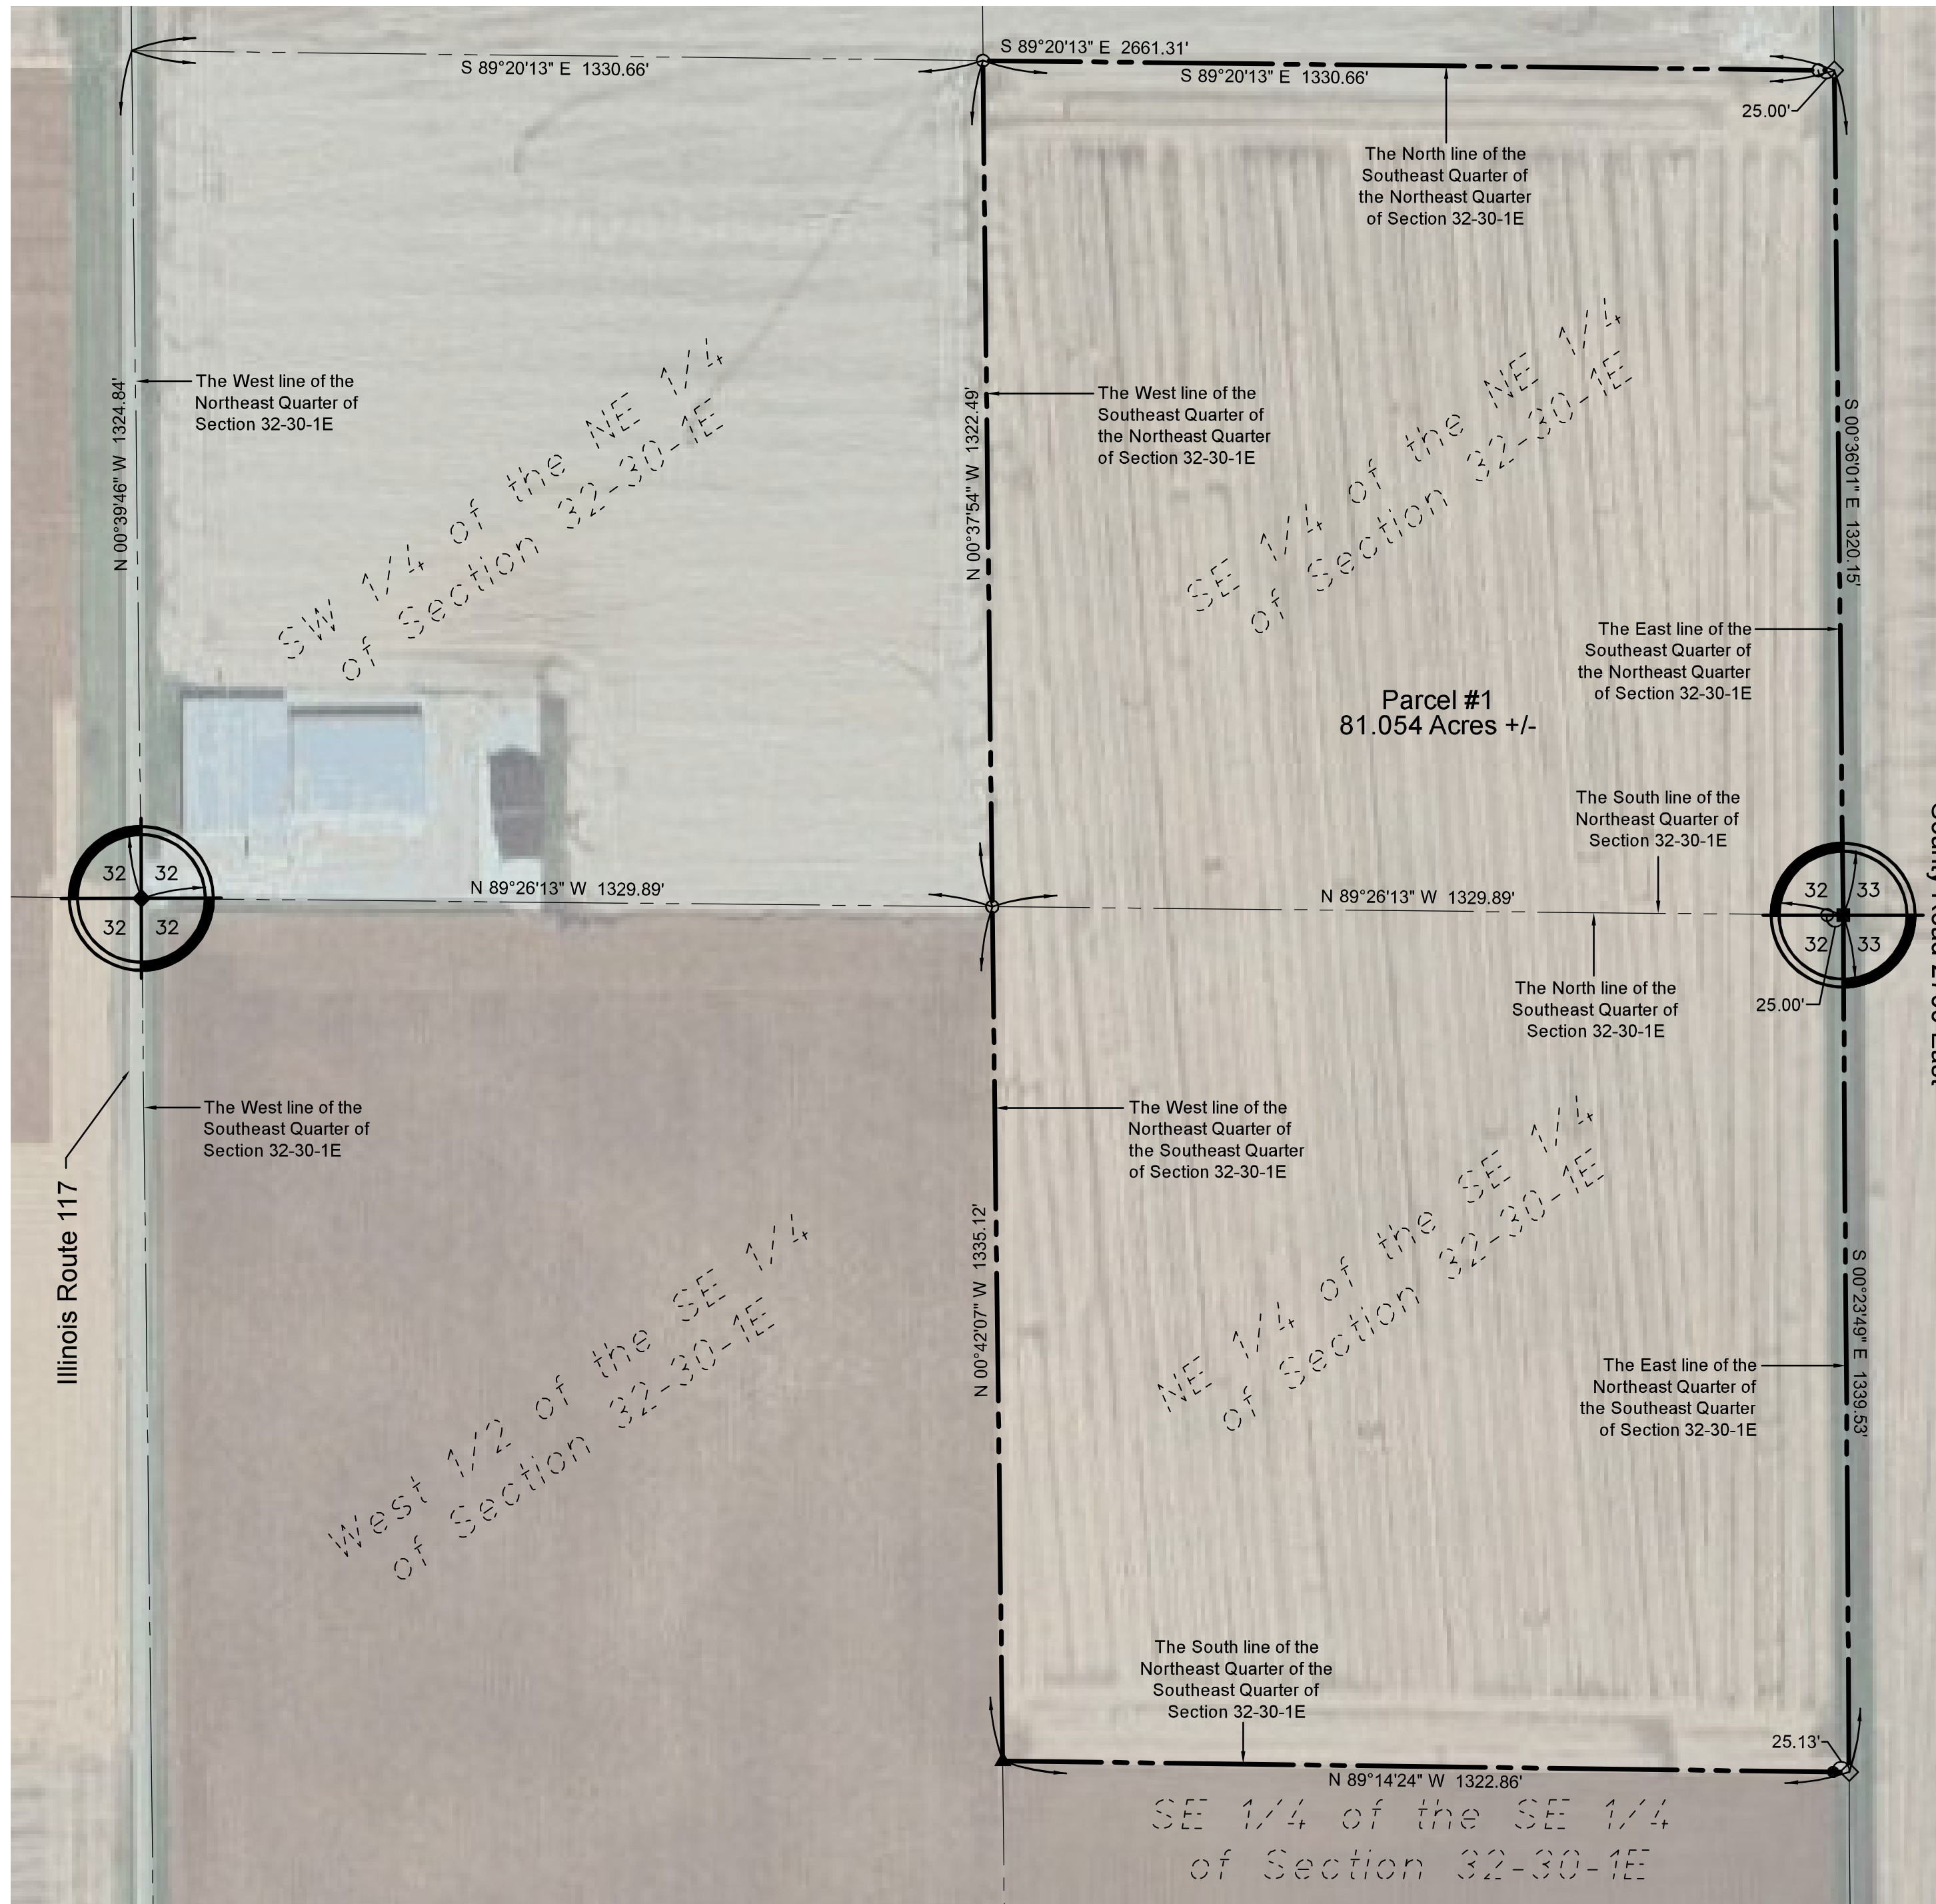 S 89°20'13" E  2661.31'
S 89°20'13" E  1330.66'
S 89°20'13" E  1330.66'
25.00'
The North line of the
Southeast Quarter of
the Northeast Quarter
of Section 32-30-1E
N 00°39'46" W  1324.84'
The West line of the
Northeast Quarter of
Section 32-30-1E
SW 1/4 of the NE 1/4
of Section 32-30-1E
N 00°37'54" W  1322.49'
The West line of the
Southeast Quarter of
the Northeast Quarter
of Section 32-30-1E
SE 1/4 of the NE 1/4
of Section 32-30-1E
S 00°36'01" E  1320.15'
The East line of the
Southeast Quarter of
the Northeast Quarter
of Section 32-30-1E
Parcel #1
81.054 Acres +/-
The South line of the
Northeast Quarter of
Section 32-30-1E
32 32
32 32
N 89°26'13" W  1329.89'
N 89°26'13" W  1329.89'
32 33
32 33
25.00'
The North line of the
Southeast Quarter of
Section 32-30-1E
Illinois Route 117
The West line of the
Southeast Quarter of
Section 32-30-1E
West 1/2 of the SE 1/4
of Section 32-30-1E
The West line of the
Northeast Quarter of
the Southeast Quarter
of Section 32-30-1E
N 00°42'07" W  1335.12'
NE 1/4 of the SE 1/4
of Section 32-30-1E
S 00°23'49" E  1339.53'
The East line of the
Northeast Quarter of
the Southeast Quarter
of Section 32-30-1E
The South line of the
Northeast Quarter of the
Southeast Quarter of
Section 32-30-1E
25.13'
N 89°14'24" W  1322.86'
SE 1/4 of the SE 1/4
of Section 32-30-1E